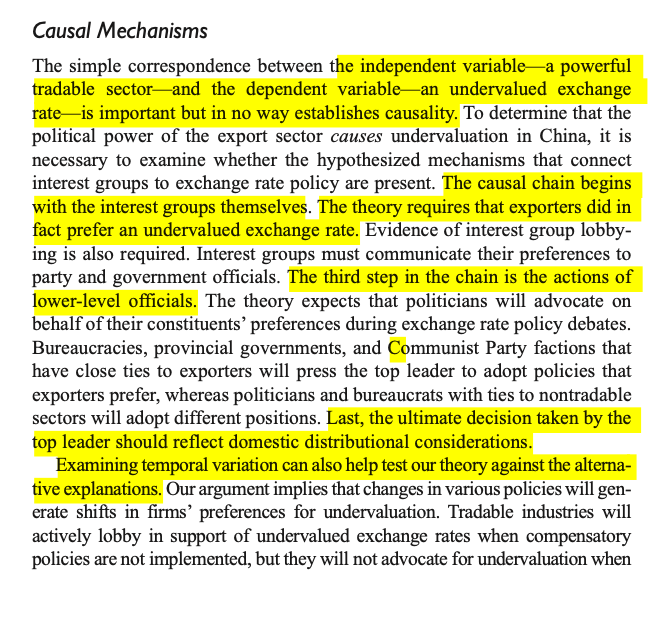 Causal Mechanisms
The simple correspondence between the independent variable—a powerful
tradable sector—and the dependent variable—an undervalued exchange
rate—is important but in no way establishes causality. To determine that the
political power of the export sector causes undervaluation in China, it is
necessary to examine whether the hypothesized mechanisms that connect
interest groups to exchange rate policy are present. The causal chain begins
with the interest groups themselves. The theory requires that exporters did in
fact prefer an undervalued exchange rate. Evidence of interest group lobby-
ing is also required. Interest groups must communicate their preferences to
party and government officials. The third step in the chain is the actions of
lower-level officials. The theory expects that politicians will advocate on
behalf of their constituents' preferences during exchange rate policy debates.
Bureaucracies, provincial governments, and Communist Party factions that
have close ties to exporters will press the top leader to adopt policies that
exporters prefer, whereas politicians and bureaucrats with ties to nontradable
sectors will adopt different positions. Last, the ultimate decision taken by the
top leader should reflect domestic distributional considerations.
Examining temporal variation can also help test our theory against the alterna-
tive explanations. Our argument implies that changes in various policies will gen-
erate shifts in firms' preferences for undervaluation. Tradable industries will
actively lobby in support of undervalued exchange rates when compensatory
policies are not implemented, but they will not advocate for undervaluation when